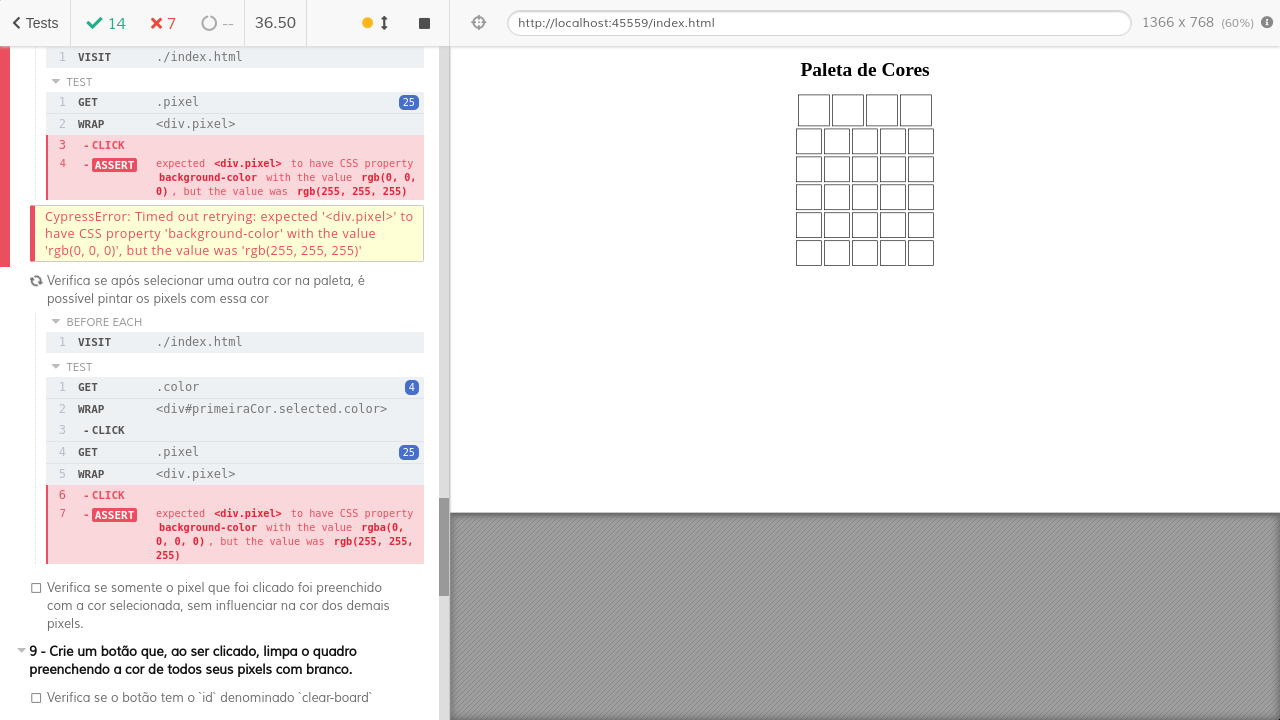 Tests 14 7 -- 36.50 http://localhost:45559/index.html 1366 x 768 (60%)
1 VISIT ./index.html
TEST
1 GET .pixel 25
2 WRAP <div.pixel>
3 -CLICK
4 -ASSERT expected <div.pixel> to have CSS property
background-color with the value rgb(0, 0,
0), but the value was rgb(255, 255, 255)
CypressError: Timed out retrying: expected '<div.pixel>' to
have CSS property 'background-color' with the value
'rgb(0, 0, 0)', but the value was 'rgb(255, 255, 255)'
Verifica se após selecionar uma outra cor na paleta, é
possível pintar os pixels com essa cor
BEFORE EACH
1 VISIT ./index.html
TEST
1 GET .color 4
2 WRAP <div#primeiraCor.selected.color>
3 -CLICK
4 GET .pixel 25
5 WRAP <div.pixel>
6 -CLICK
7 -ASSERT expected <div.pixel> to have CSS property
background-color with the value rgba(0,
0, 0, 0), but the value was rgb(255, 255,
255)
Verifica se somente o pixel que foi clicado foi preenchido
com a cor selecionada, sem influenciar na cor dos demais
pixels.
9 - Crie um botão que, ao ser clicado, limpa o quadro
preenchendo a cor de todos seus pixels com branco.
Verifica se o botão tem o `id` denominado `clear-board`
Paleta de Cores